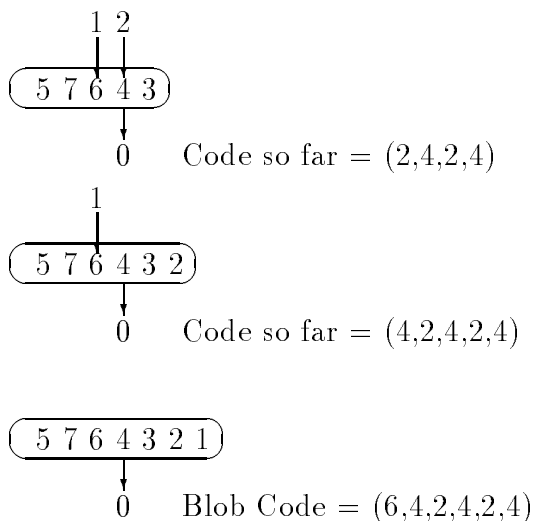 1 2
5 7 6 4 3
0 Code so far = (2,4,2,4)
1
5 7 6 4 3 2
0 Code so far = (4,2,4,2,4)
5 7 6 4 3 2 1
0 Blob Code = (6,4,2,4,2,4)